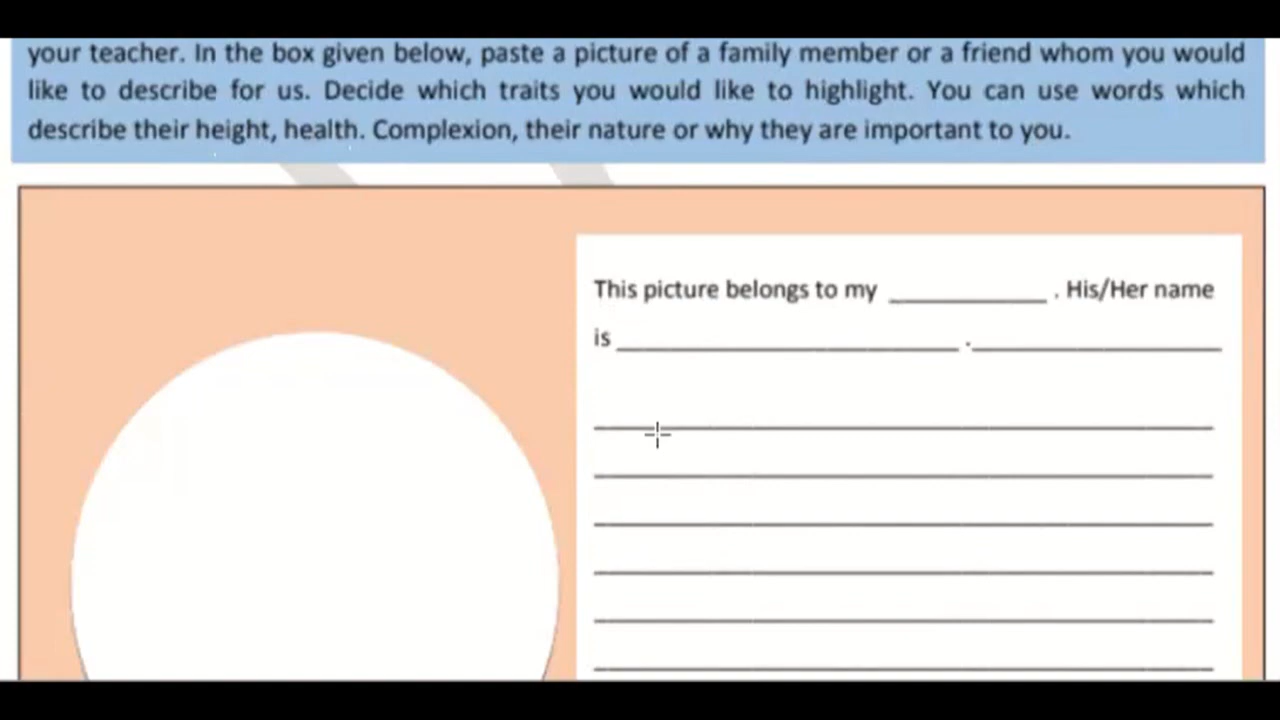 your teacher. In the box given below, paste a picture of a family member or a friend whom you would
like to describe for us. Decide which traits you would like to highlight. You can use words which
describe their height, health. Complexion, their nature or why they are important to you.
This picture belongs to my ____________ . His/Her name
is __________________________ .___________________